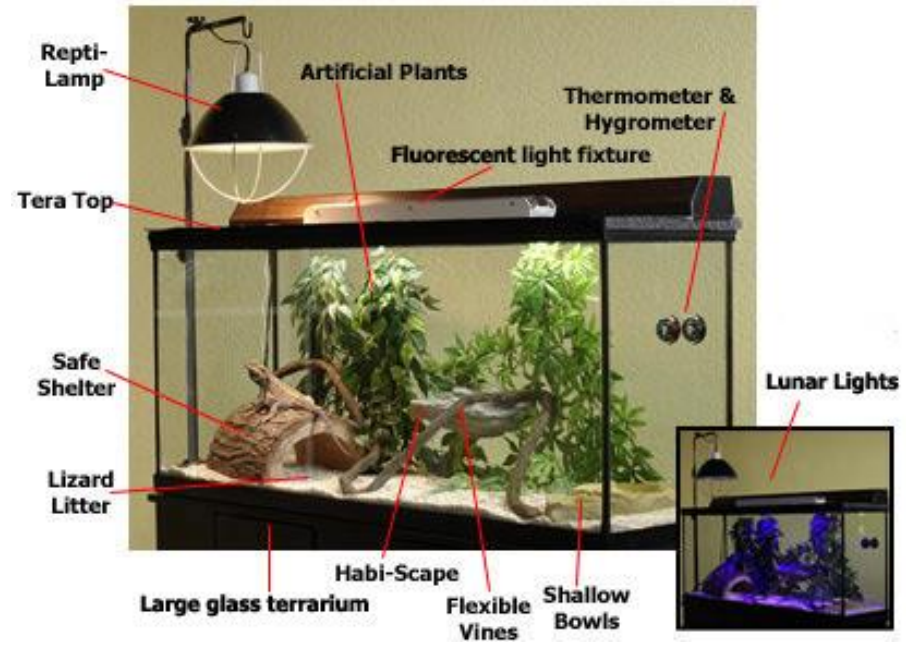 Repti-
Lamp
Artificial Plants
Thermometer &
Hygrometer
Fluorescent light fixture
Tera Top
Safe
Shelter
Lunar Lights
Lizard
Litter
Habi-Scape
Large glass terrarium
Flexible
Vines
Shallow
Bowls